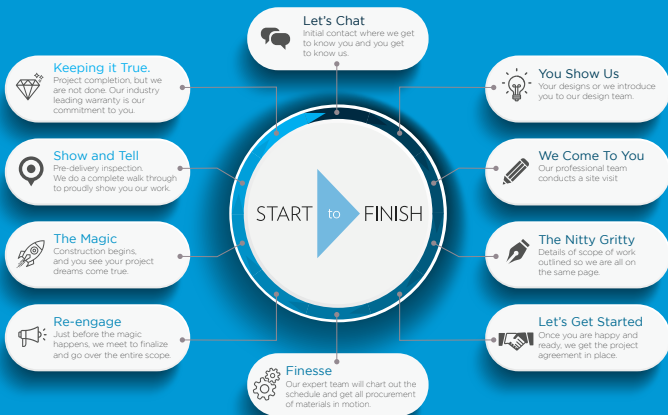 Let's Chat
Initial contact where we get
to know you and you get
to know us.
You Show Us
Your designs or we introduce
you to our design team.
We Come To You
Our professional team
conducts a site visit
The Nitty Gritty
Details of scope of work
outlined so we are all on
the same page.
Let's Get Started
Once you are happy and
ready, we get the project
agreement in place.
Finesse
Our expert team will chart out the
schedule and get all procurement
of materials in motion.
Re-engage
Just before the magic
happens, we meet to finalize
and go over the entire scope.
The Magic
Construction begins,
and you see your project
dreams come true.
Show and Tell
Pre-delivery inspection.
We do a complete walk through
to proudly show you our work.
Keeping it True.
Project completion, but we
are not done. Our industry
leading warranty is our
commitment to you.
START to FINISH